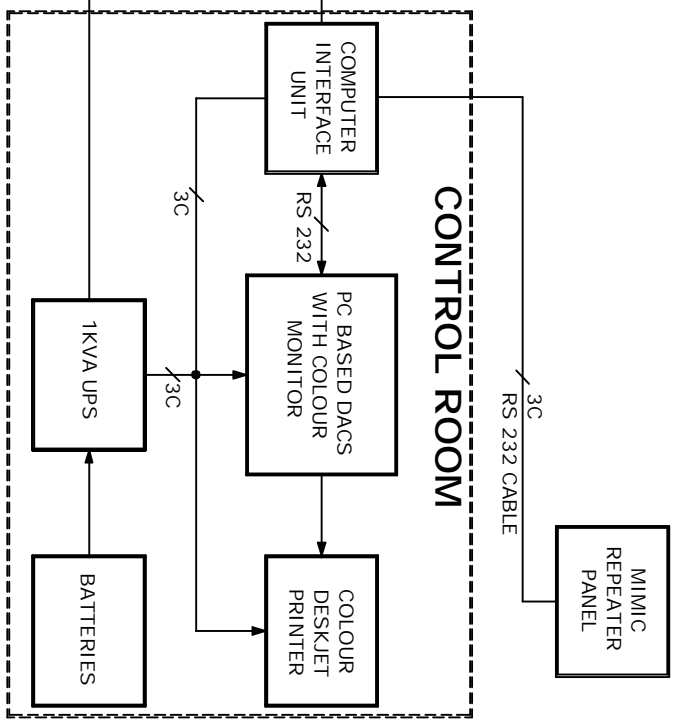 MIMIC
REPEATER
PANEL
3C
RS 232 CABLE
CONTROL ROOM
COMPUTER
INTERFACE
UNIT
RS 232
PC BASED DACS
WITH COLOUR
MONITOR
COLOUR
DESKJET
PRINTER
3C
3C
1KVA UPS
BATTERIES